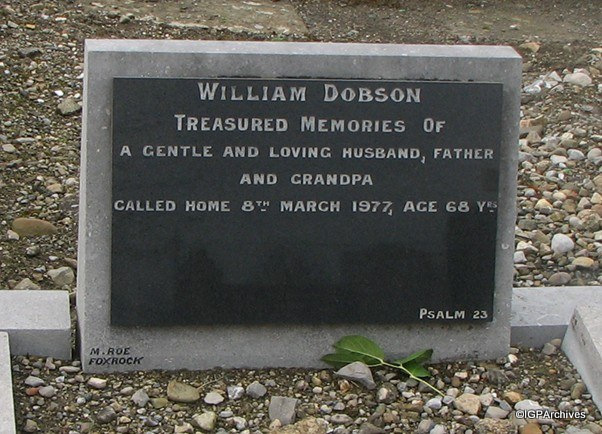 WILLIAM DOBSON
TREASURED MEMORIES OF
A GENTLE AND LOVING HUSBAND, FATHER
AND GRANDPA
CALLED HOME 8TH MARCH 1977, AGE 68 YRS
PSALM 23
M. ROE
FOXROCK
©IGPArchives